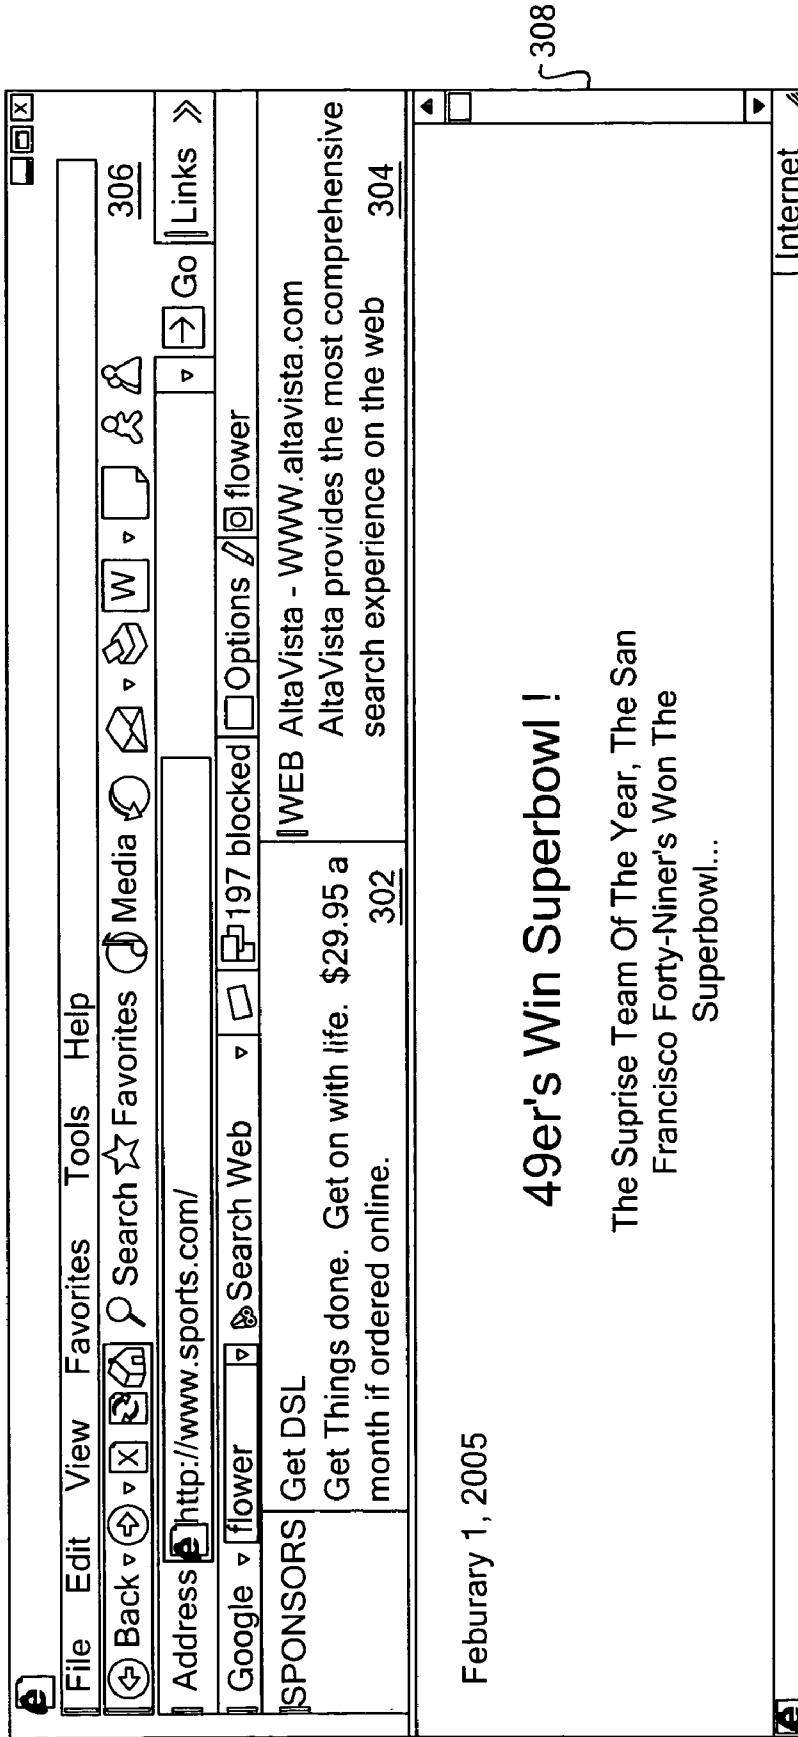 306
File Edit View Favorites Tools Help
Back X Search Favorites Media W
Address http://www.sports.com/ Go Links »
Google flower Search Web 197 blocked Options flower
SPONSORS Get DSL
Get Things done. Get on with life. $29.95 a
month if ordered online.
302
WEB AltaVista - WWW.altavista.com
AltaVista provides the most comprehensive
search experience on the web
304
308
Feburary 1, 2005
49er's Win Superbowl !
The Suprise Team Of The Year, The San
Francisco Forty-Niner's Won The
Superbowl...
Internet